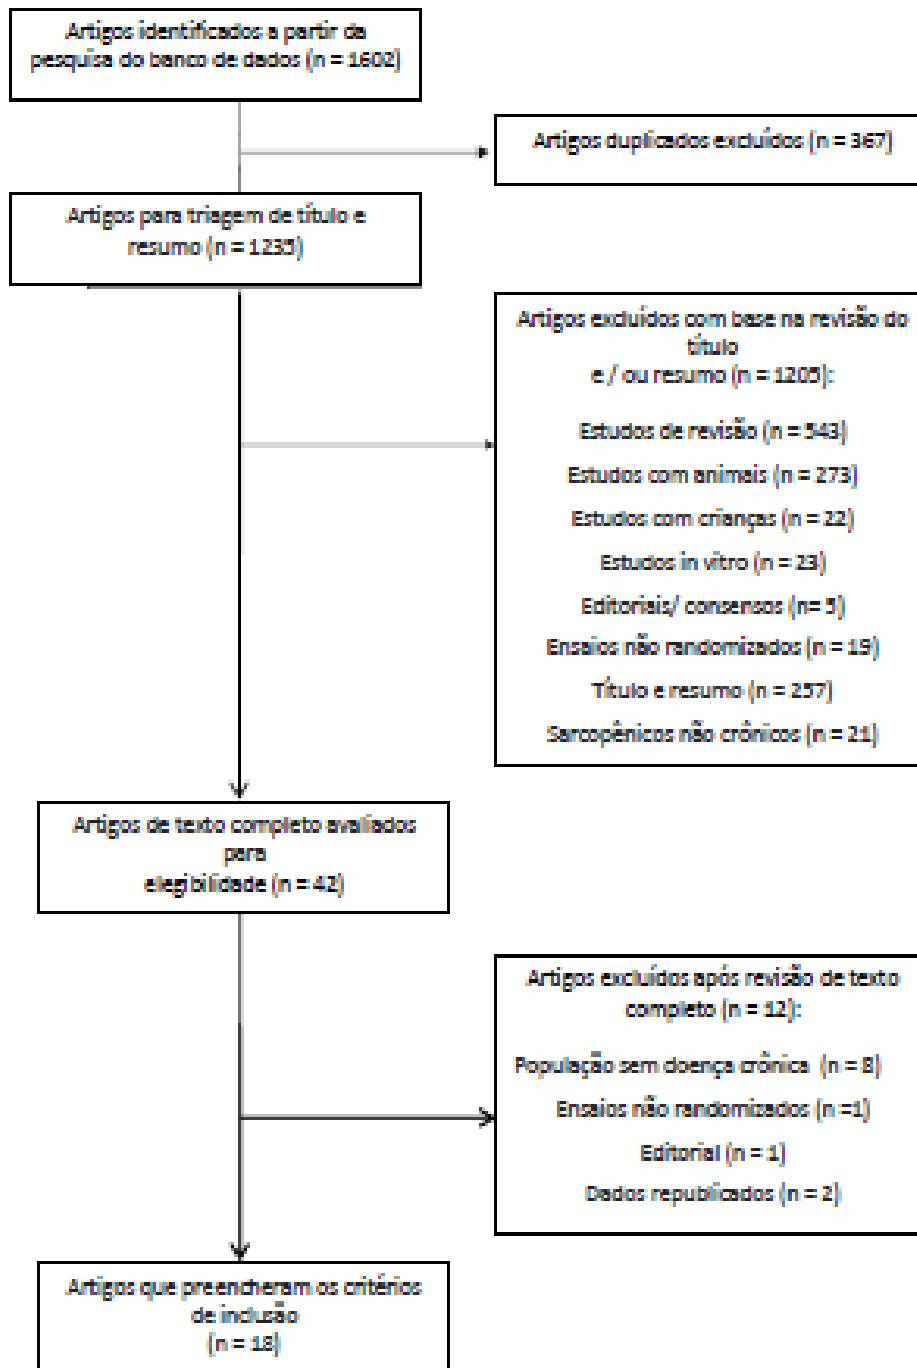 Artigos identificados a partir da
pesquisa do banco de dados (n = 1602)
Artigos duplicados excluídos (n = 367)
Artigos para triagem de título e
resumo (n = 1235)
Artigos excluídos com base na revisão do
título
e / ou resumo (n = 1205):
Estudos de revisão (n = 543)
Estudos com animais (n = 273)
Estudos com crianças (n = 22)
Estudos in vitro (n = 23)
Editoriais/ consensos (n= 5)
Ensaios não randomizados (n = 19)
Título e resumo (n = 257)
Sarcopênicos não crônicos (n = 21)
Artigos de texto completo avaliados
para
elegibilidade (n = 42)
Artigos excluídos após revisão de texto
completo (n = 12):
População sem doença crônica (n = 8)
Ensaios não randomizados (n =1)
Editorial (n = 1)
Dados republicados (n = 2)
Artigos que preencheram os critérios
de inclusão
(n = 18)